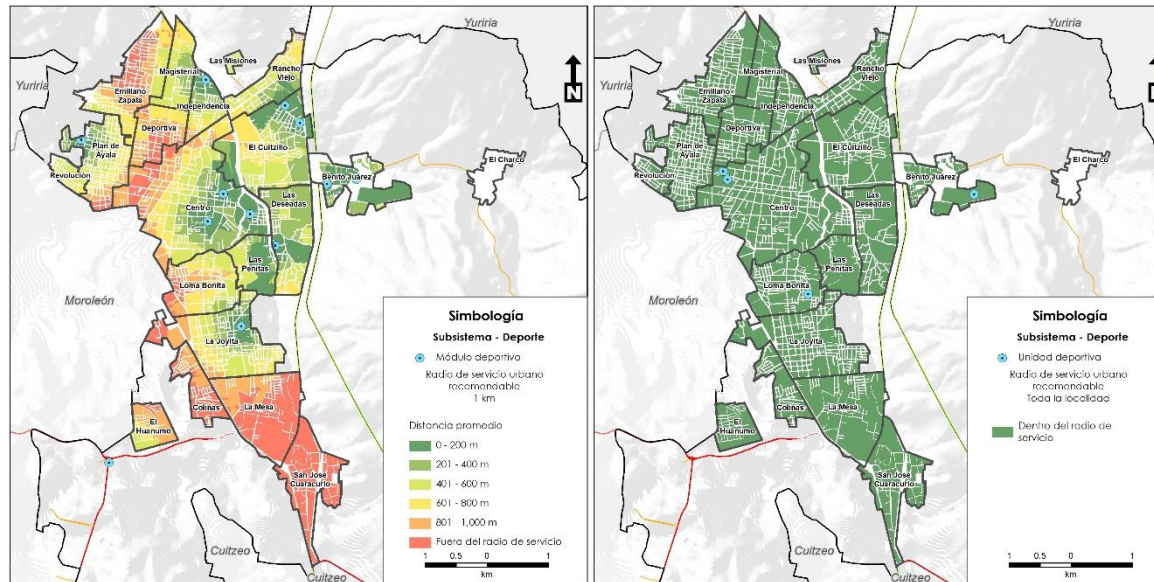 Yuriria
Las Misiones
Rancho
Viejo
Magisterial
Yuriria
Emiliano
Zapata
Independencia
N
Deportiva
Plan de
Ayala
El Cuitzillo
El Charco
Revolución
Benito Juárez
Centro
Las
Deseadas
Las
Peñitas
Loma Bonita
Moroleón
La Joyita
Colinas
La Mesa
El
Huanumo
San José
Cuaracurio
Cuitzeo
Cuitzeo
Simbología
Subsistema - Deporte
Módulo deportivo
Radio de servicio urbano
recomendable
1 km
Distancia promedio
0 - 200 m
201 - 400 m
401 - 600 m
601 - 800 m
801 - 1,000 m
Fuera del radio de servicio
1 0.5 0 1
km
Yuriria
Las Misiones
Rancho
Viejo
Magisterial
Yuriria
Emiliano
Zapata
Independencia
N
Deportiva
Plan de
Ayala
El Cuitzillo
El Charco
Revolución
Benito Juárez
Centro
Las
Deseadas
Las
Peñitas
Loma Bonita
Moroleón
La Joyita
Colinas
La Mesa
El
Huanumo
San José
Cuaracurio
Cuitzeo
Cuitzeo
Simbología
Subsistema - Deporte
Unidad deportiva
Radio de servicio urbano
recomendable
Toda la localidad
Dentro del radio de
servicio
1 0.5 0 1
km